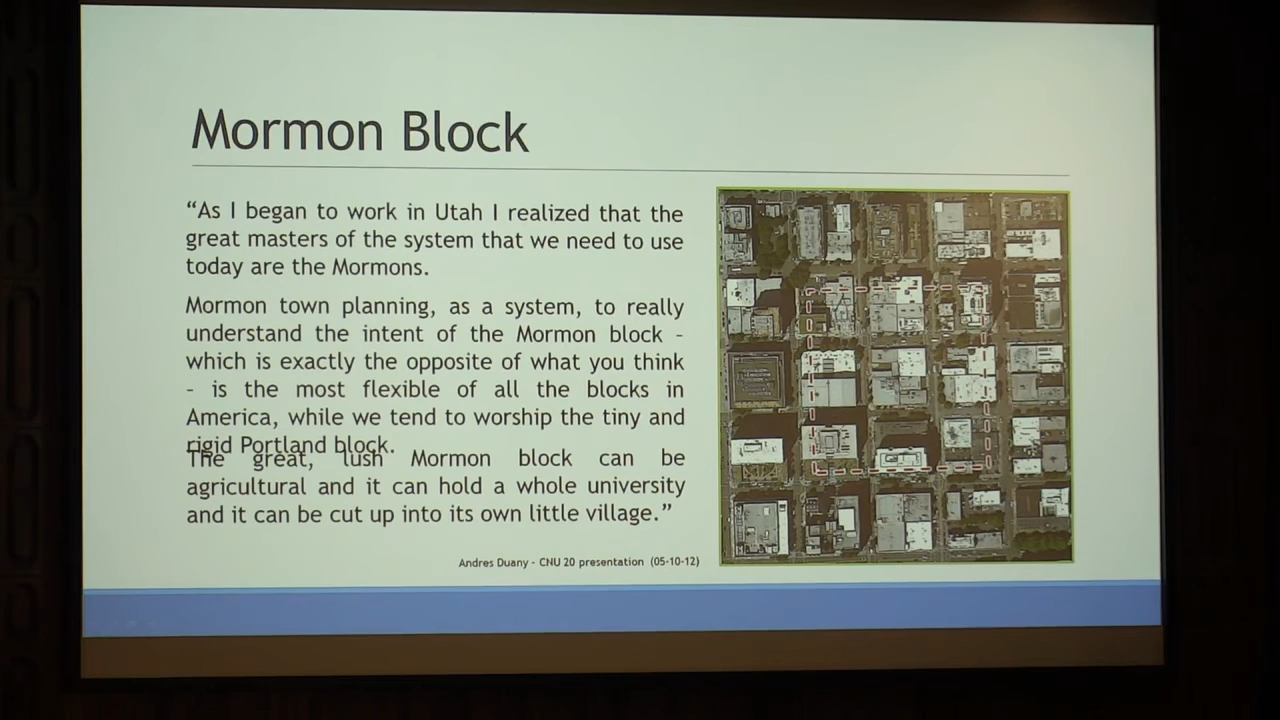 Mormon Block
“As I began to work in Utah I realized that the
great masters of the system that we need to use
today are the Mormons.
Mormon town planning, as a system, to really
understand the intent of the Mormon block -
which is exactly the opposite of what you think
- is the most flexible of all the blocks in
America, while we tend to worship the tiny and
rigid Portland block.
The great, lush Mormon block can be
agricultural and it can hold a whole university
and it can be cut up into its own little village.”
Andres Duany - CNU 20 presentation (05-10-12)